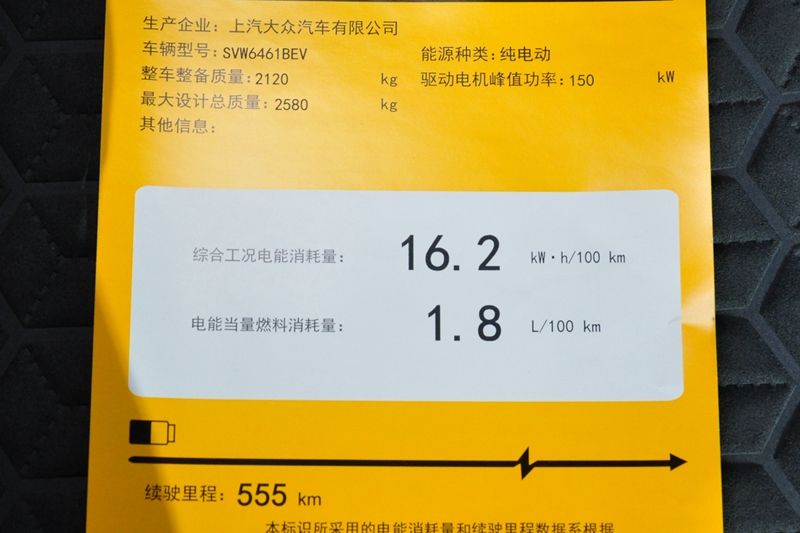 生产企业：上汽大众汽车有限公司
车辆型号：SVW6461BEV 能源种类：纯电动
整车整备质量：2120 kg 驱动电机峰值功率：150 kW
最大设计总质量：2580 kg
其他信息：
综合工况电能消耗量： 16.2 kW·h/100 km
电能当量燃料消耗量： 1.8 L/100 km
续驶里程：555 km
本标识所采用的电能消耗量和续驶里程数据系根据